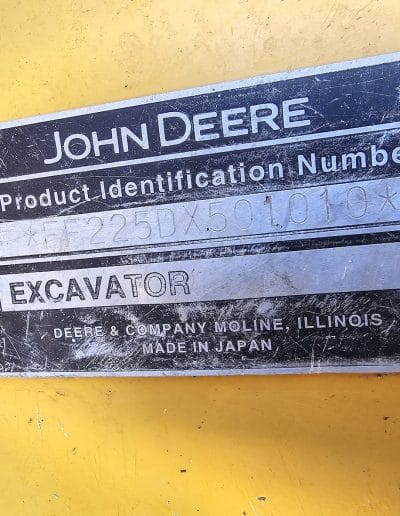 JOHN DEERE
Product Identification Numbe
*FF225DX501010*
EXCAVATOR
DEERE & COMPANY MOLINE, ILLINOIS
MADE IN JAPAN